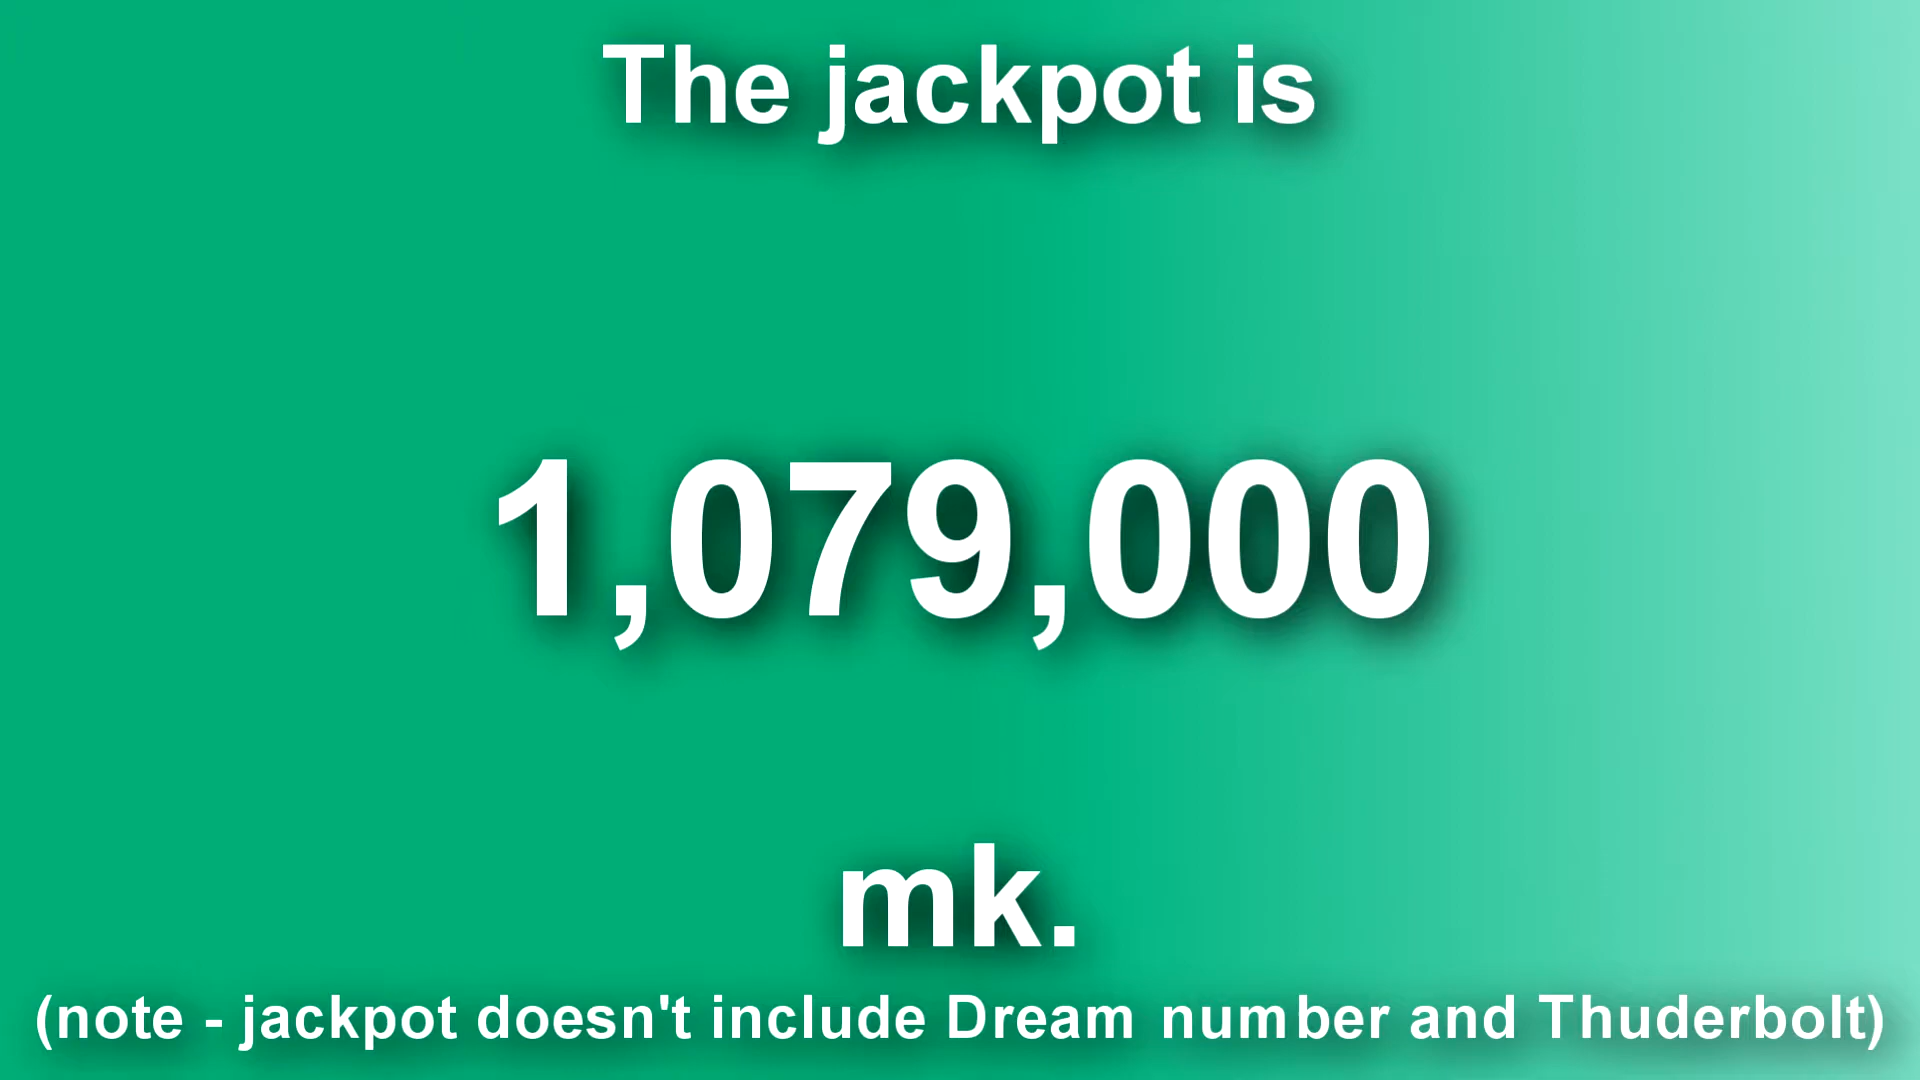 The jackpot is
1,079,000
mk.
(note - jackpot doesn't include Dream number and Thuderbolt)